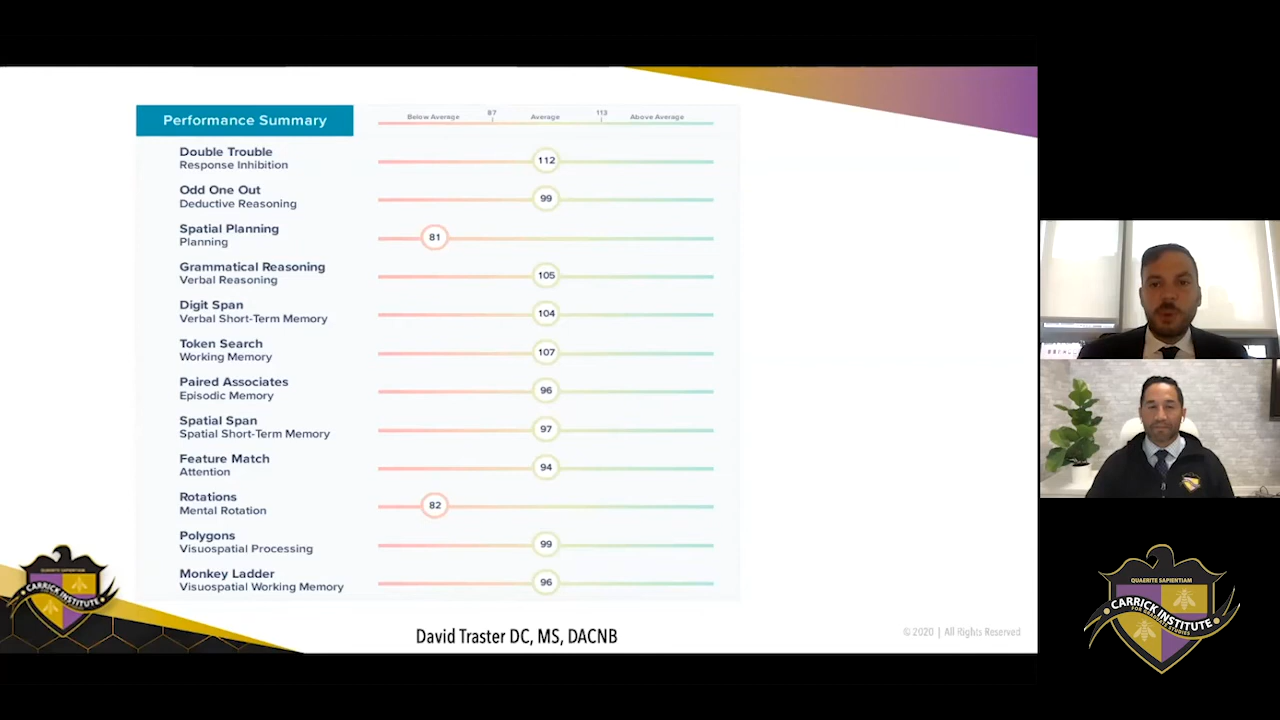 Performance Summary
Below Average
87
Average
113
Above Average
Double Trouble
Response Inhibition
112
Odd One Out
Deductive Reasoning
99
Spatial Planning
Planning
81
Grammatical Reasoning
Verbal Reasoning
105
Digit Span
Verbal Short-Term Memory
104
Token Search
Working Memory
107
Paired Associates
Episodic Memory
96
Spatial Span
Spatial Short-Term Memory
97
Feature Match
Attention
94
Rotations
Mental Rotation
82
Polygons
Visuospatial Processing
99
Monkey Ladder
Visuospatial Working Memory
96
QUAERITE SAPIENTIAM
CARRICK INSTITUTE
David Traster DC, MS, DACNB
© 2020 | All Rights Reserved
QUAERITE SAPIENTIAM
CARRICK INSTITUTE